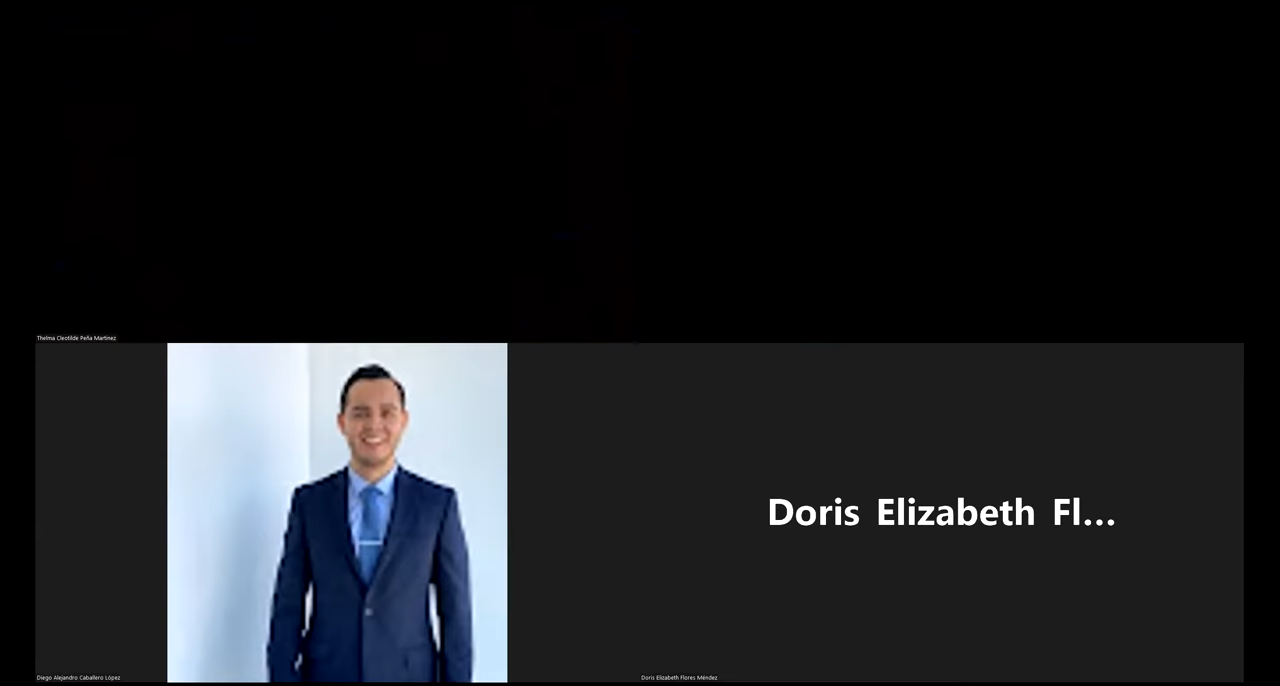 Thelma Cleotilde Peña Martínez
Doris Elizabeth Fl...
Diego Alejandro Caballero López
Doris Elizabeth Flores Méndez